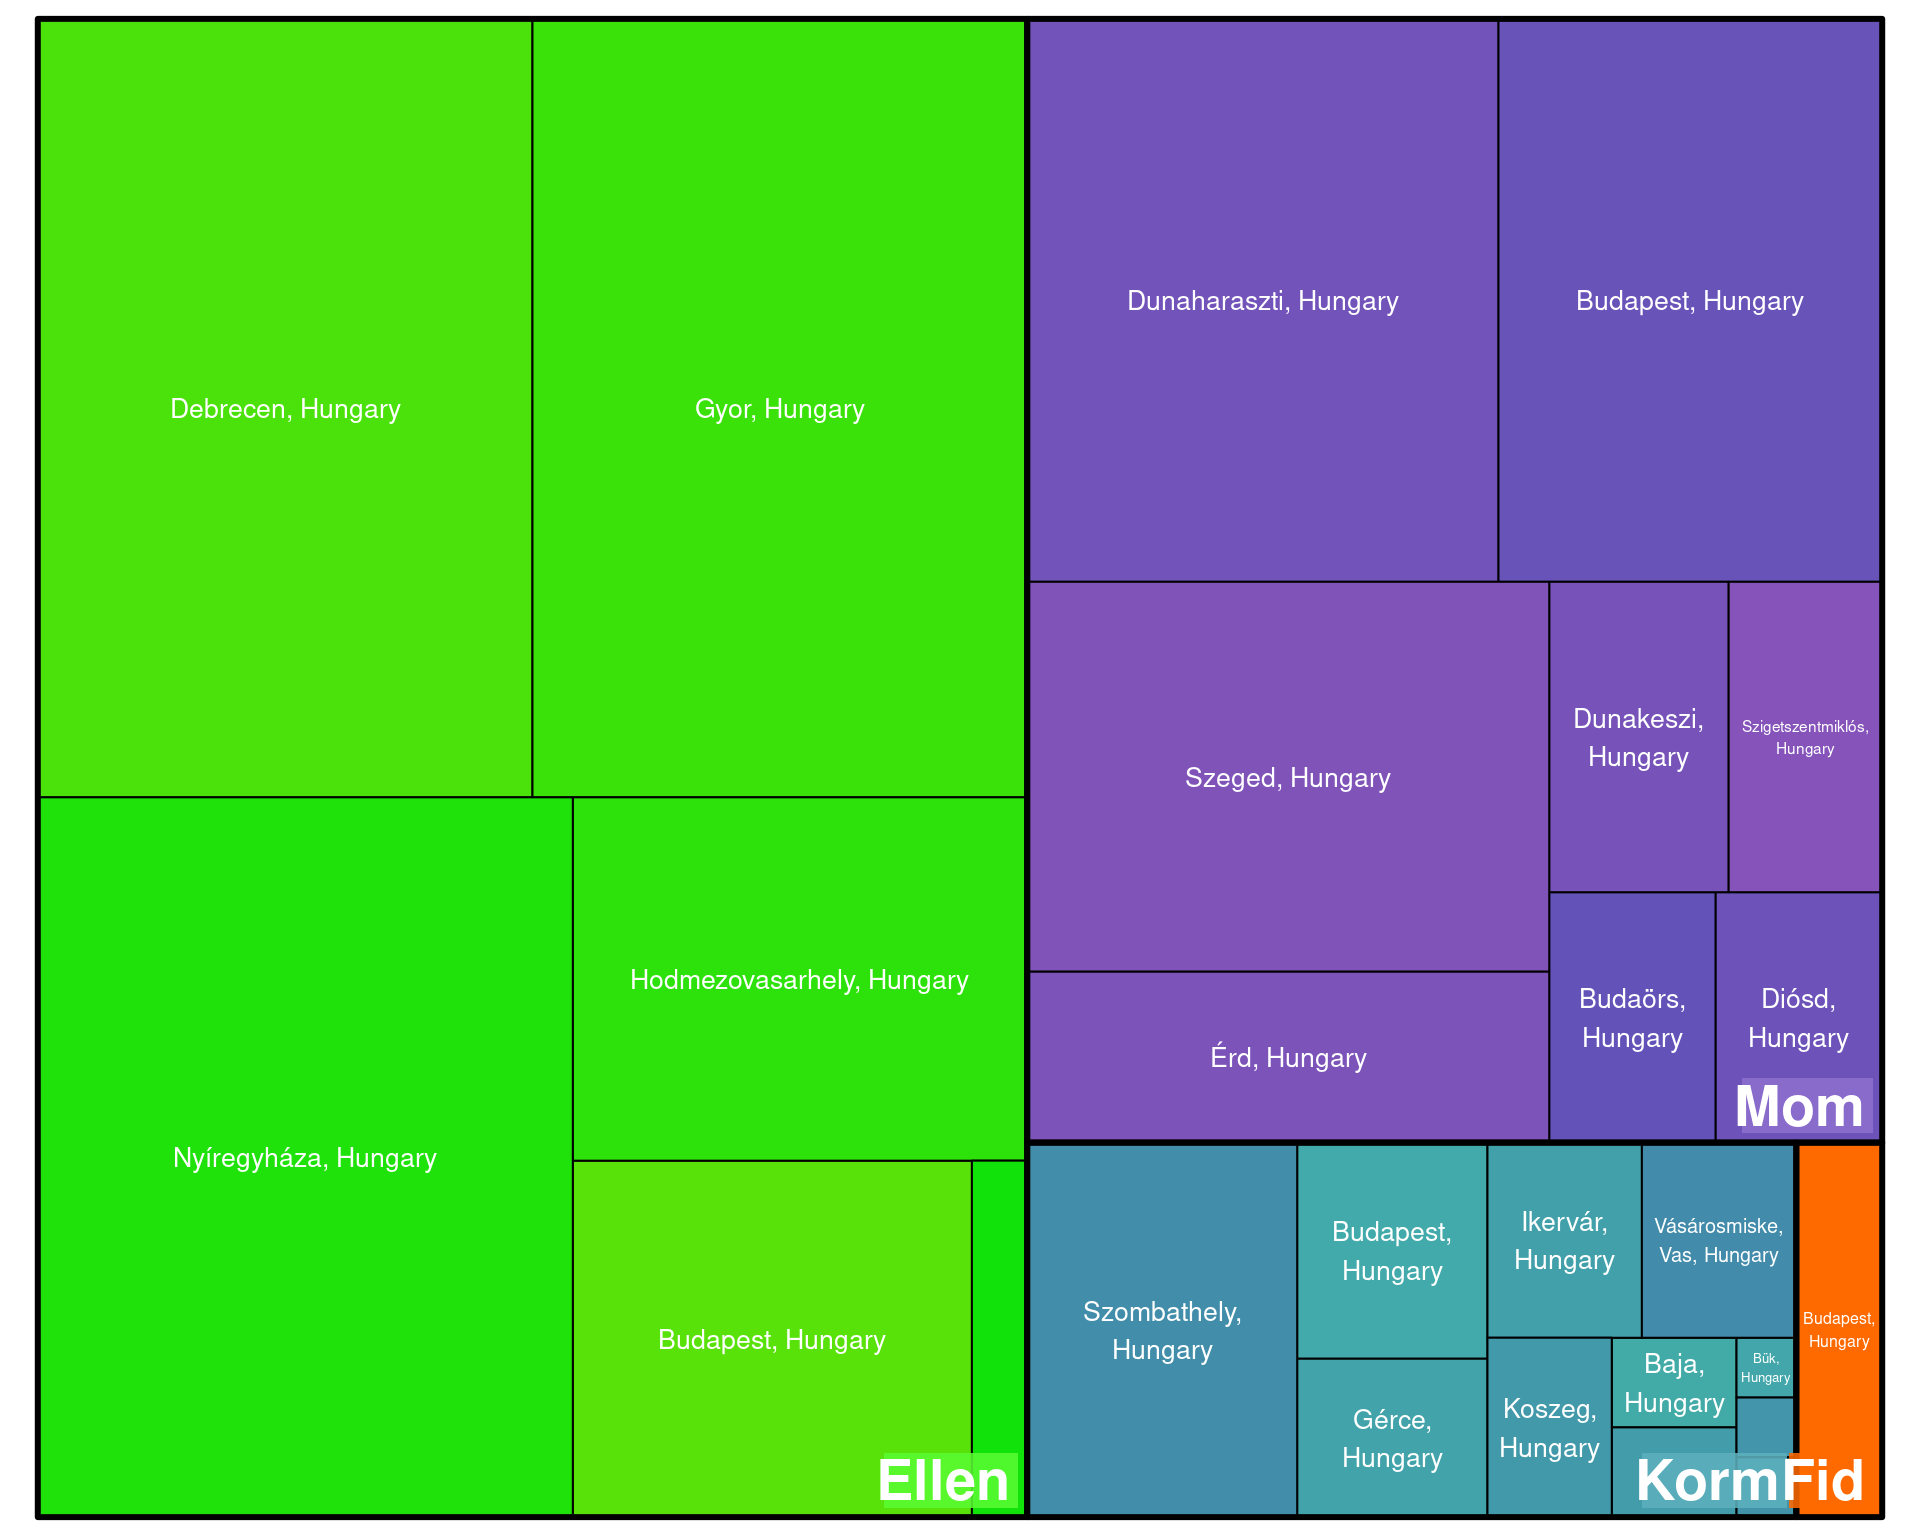 Debrecen, Hungary
Gyor, Hungary
Nyíregyháza, Hungary
Hodmezovasarhely, Hungary
Budapest, Hungary
Ellen
Dunaharaszti, Hungary
Budapest, Hungary
Szeged, Hungary
Dunakeszi,
Hungary
Szigetszentmiklós,
Hungary
Érd, Hungary
Budaörs,
Hungary
Diósd,
Hungary
Mom
Szombathely,
Hungary
Budapest,
Hungary
Gérce,
Hungary
Ikervár,
Hungary
Vásárosmiske,
Vas, Hungary
Koszeg,
Hungary
Baja,
Hungary
Bük,
Hungary
Korm
Budapest,
Hungary
Fid